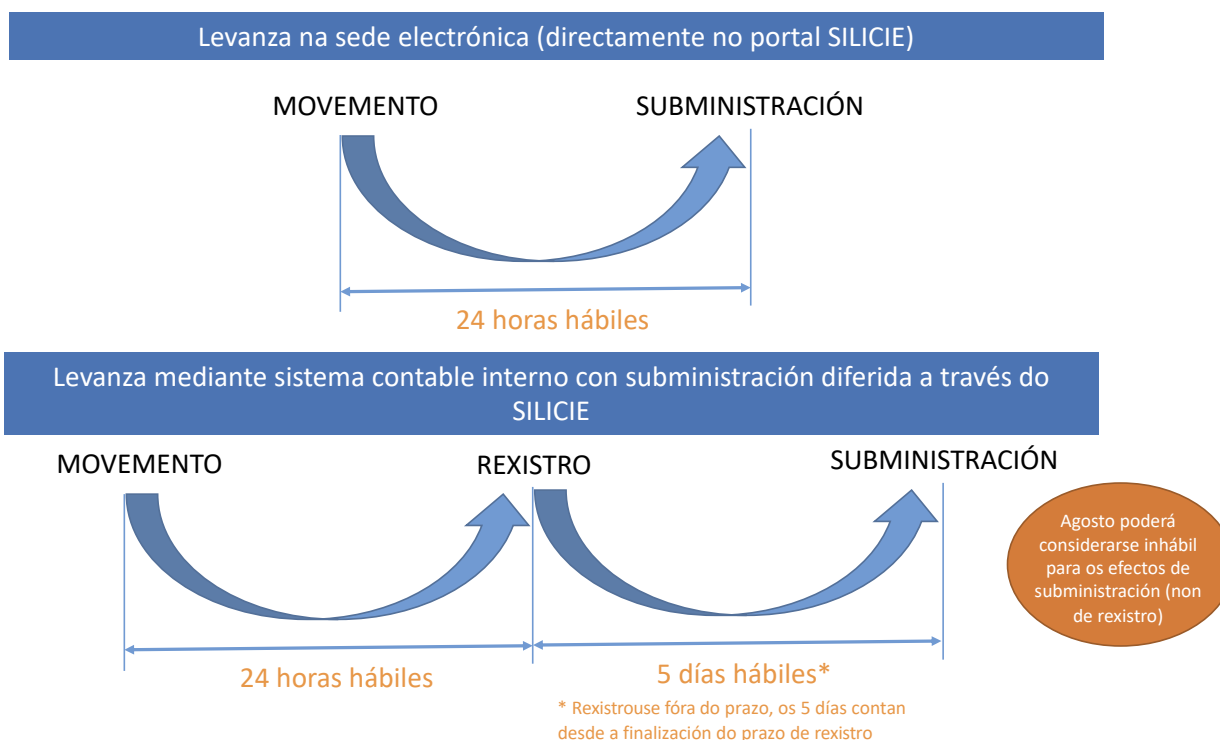 Levanza na sede electrónica (directamente no portal SILICIE)
MOVEMENTO
SUBMINISTRACIÓN
24 horas hábiles
Levanza mediante sistema contable interno con subministración diferida a través do
SILICIE
MOVEMENTO
REXISTRO
SUBMINISTRACIÓN
Agosto poderá
considerarse inhábil
para os efectos de
subministración (non
de rexistro)
24 horas hábiles
5 días hábiles*
* Rexistrouse fóra do prazo, os 5 días contan
desde a finalización do prazo de rexistro